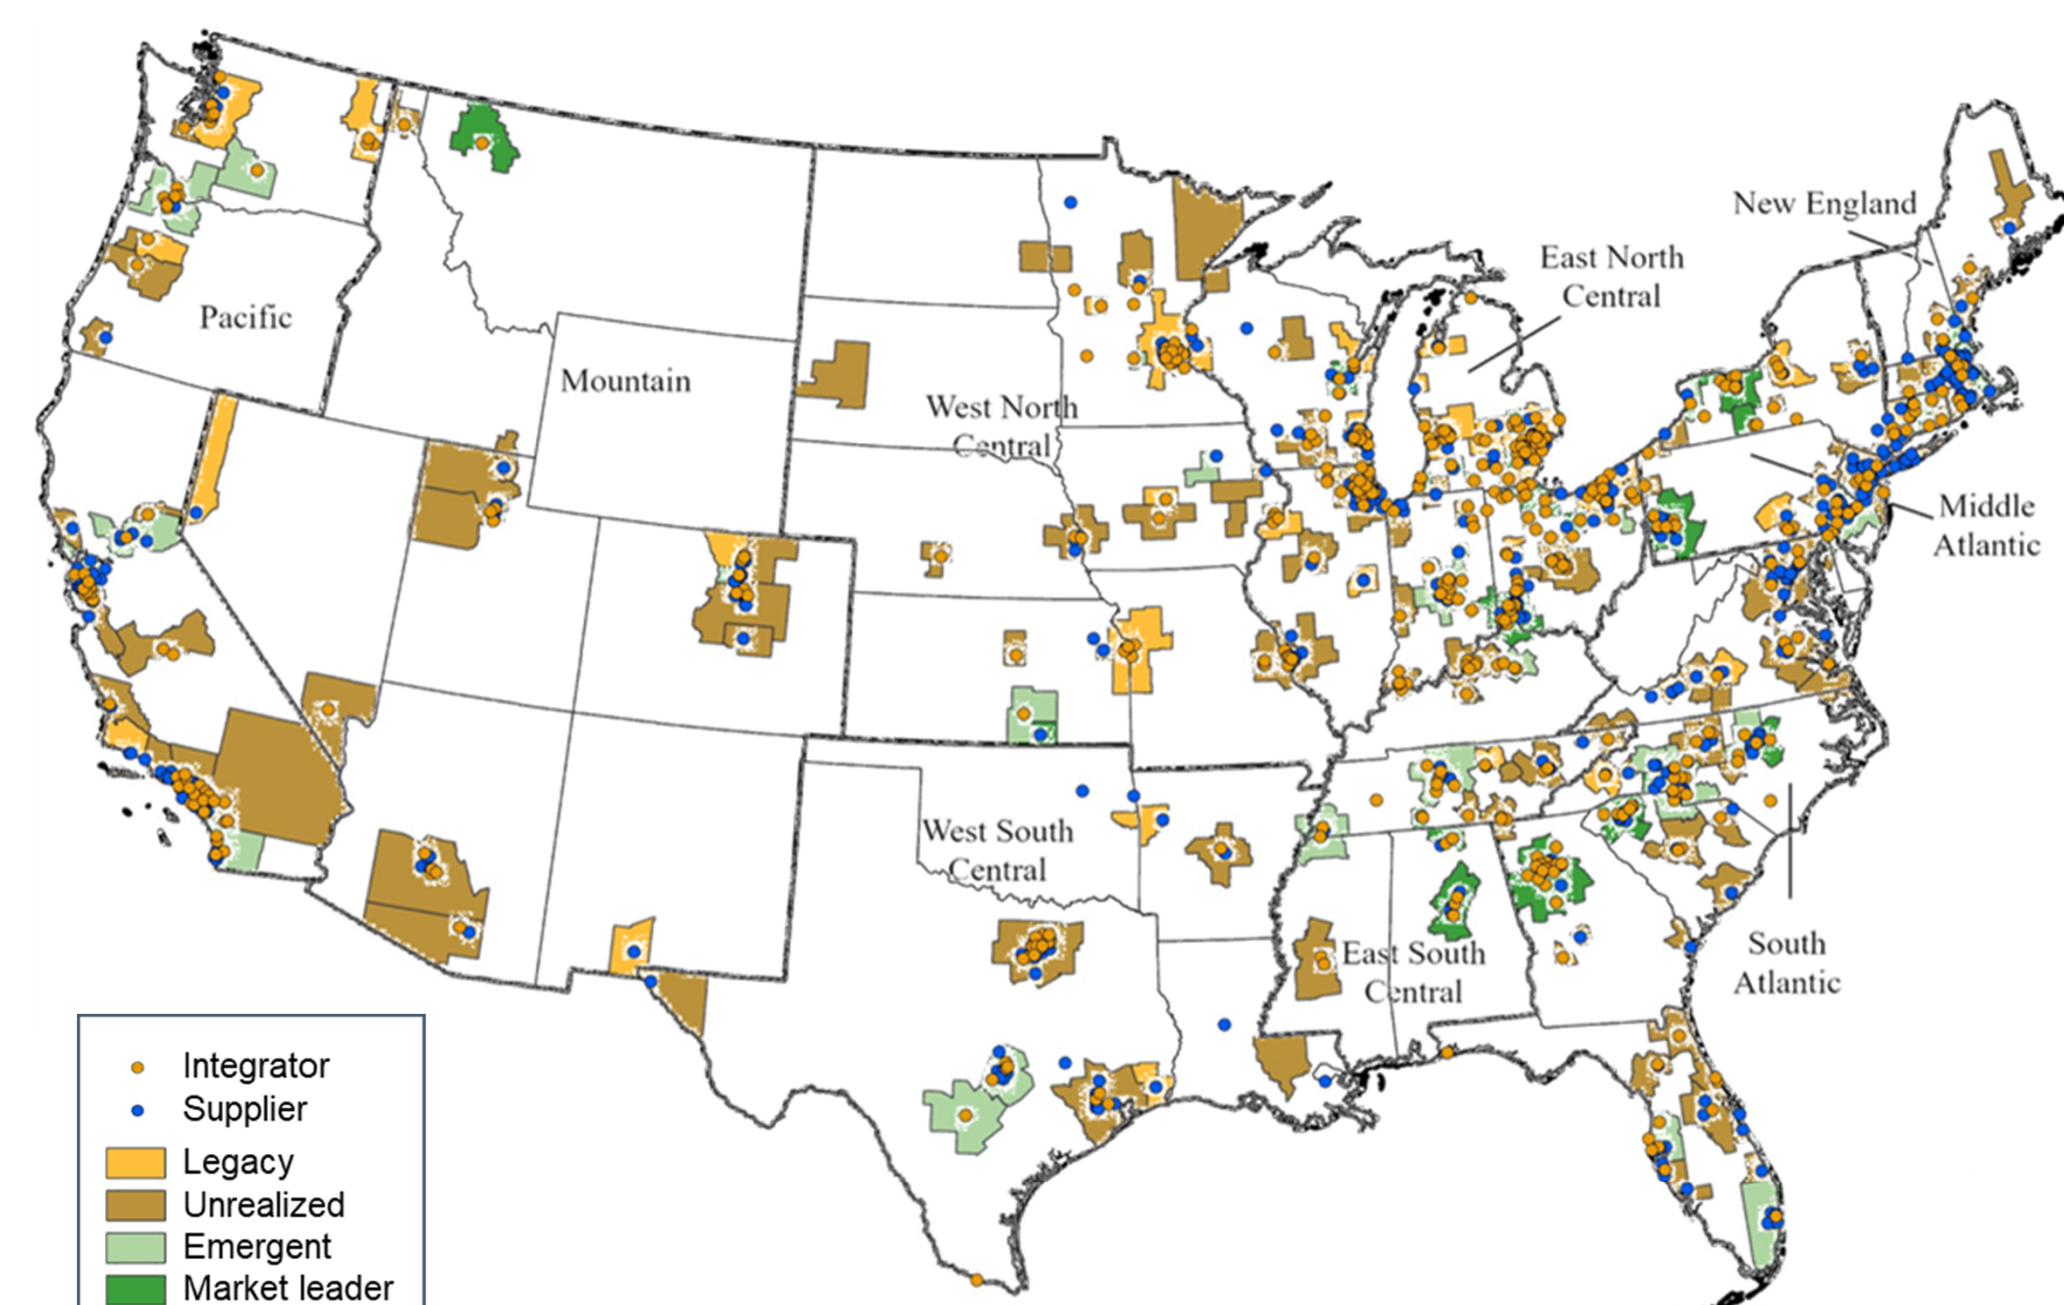 New England
East North
Central
Pacific
Mountain
West North
Central
Middle
Atlantic
West South
Central
East South
Central
South
Atlantic
Integrator
Supplier
Legacy
Unrealized
Emergent
Market leader